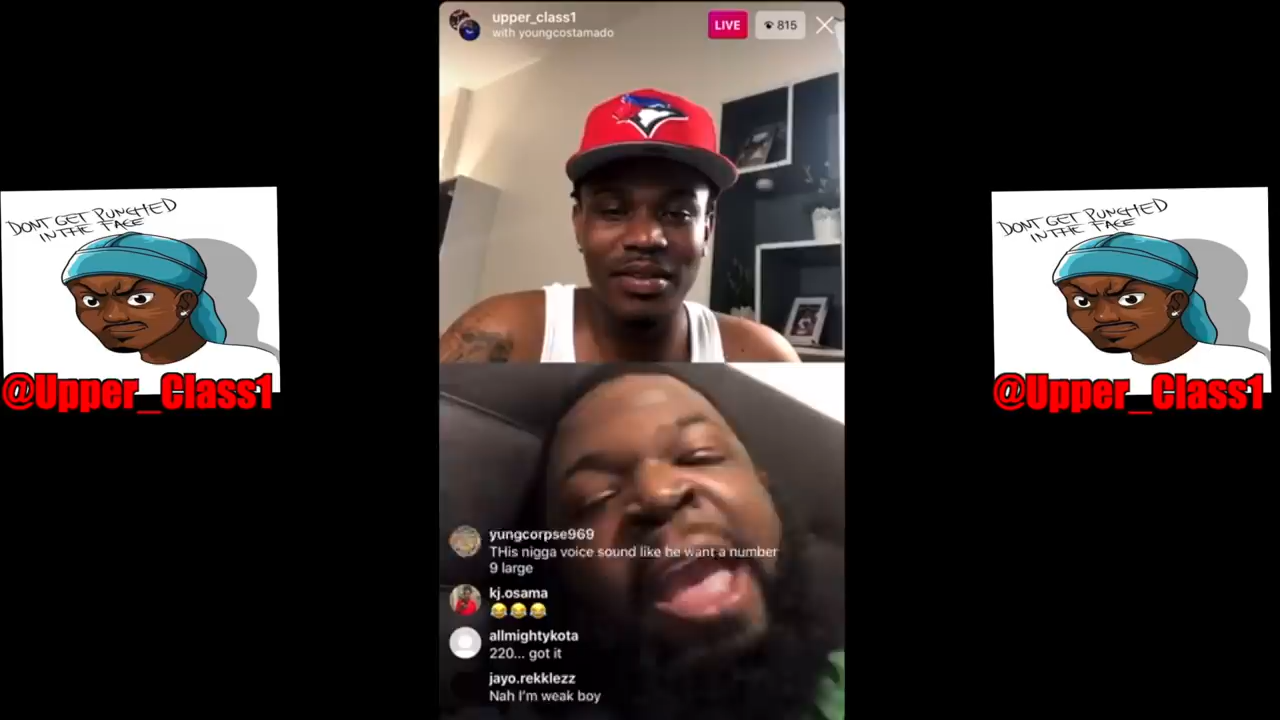 upper_class1
with youngcostamado
LIVE
815
DONT GET PUNCHED
IN THE FACE
@Upper_Class1
DONT GET PUNCHED
IN THE FACE
@Upper_Class1
yungcorpse969
THis nigga voice sound like he want a number
9 large
kj.osama
😂😂😂
allmightykota
220... got it
jayo.rekklezz
Nah I'm weak boy